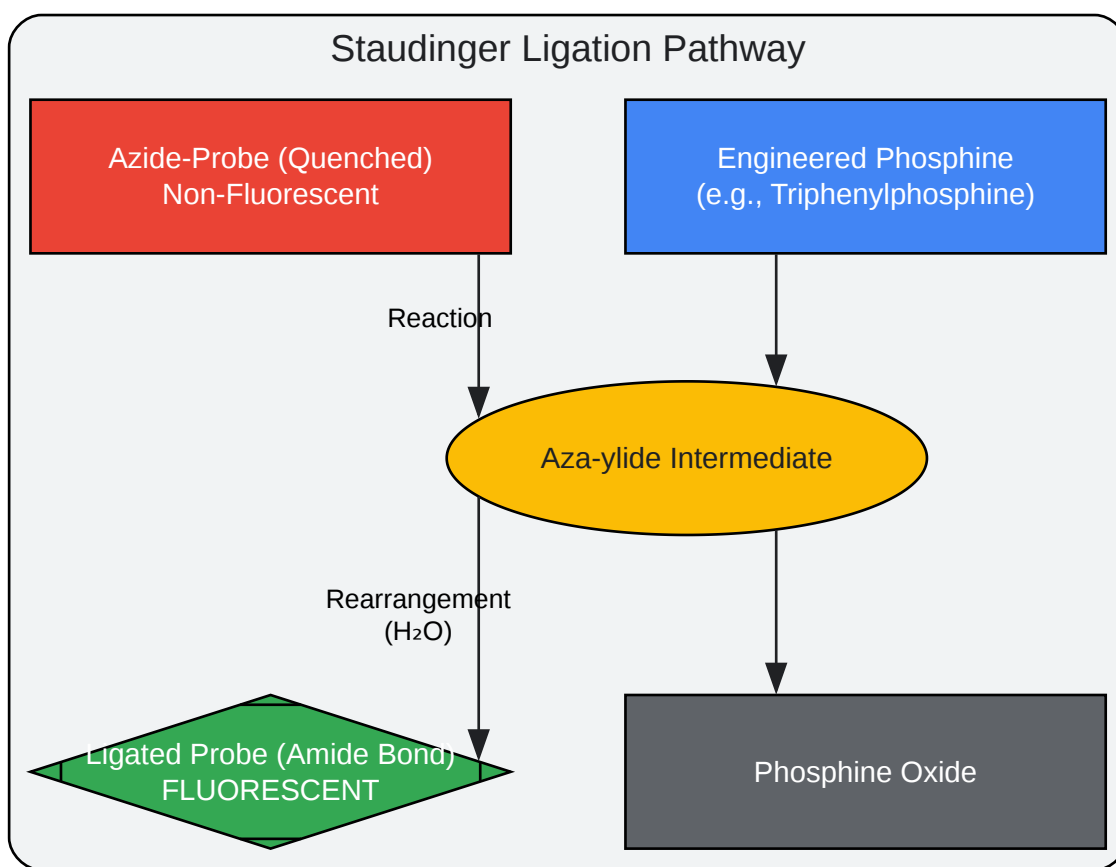 Staudinger Ligation Pathway
Azide-Probe (Quenched)
Non-Fluorescent
Engineered Phosphine
(e.g., Triphenylphosphine)
Reaction
Aza-ylide Intermediate
Rearrangement
(H₂O)
Ligated Probe (Amide Bond)
FLUORESCENT
Phosphine Oxide